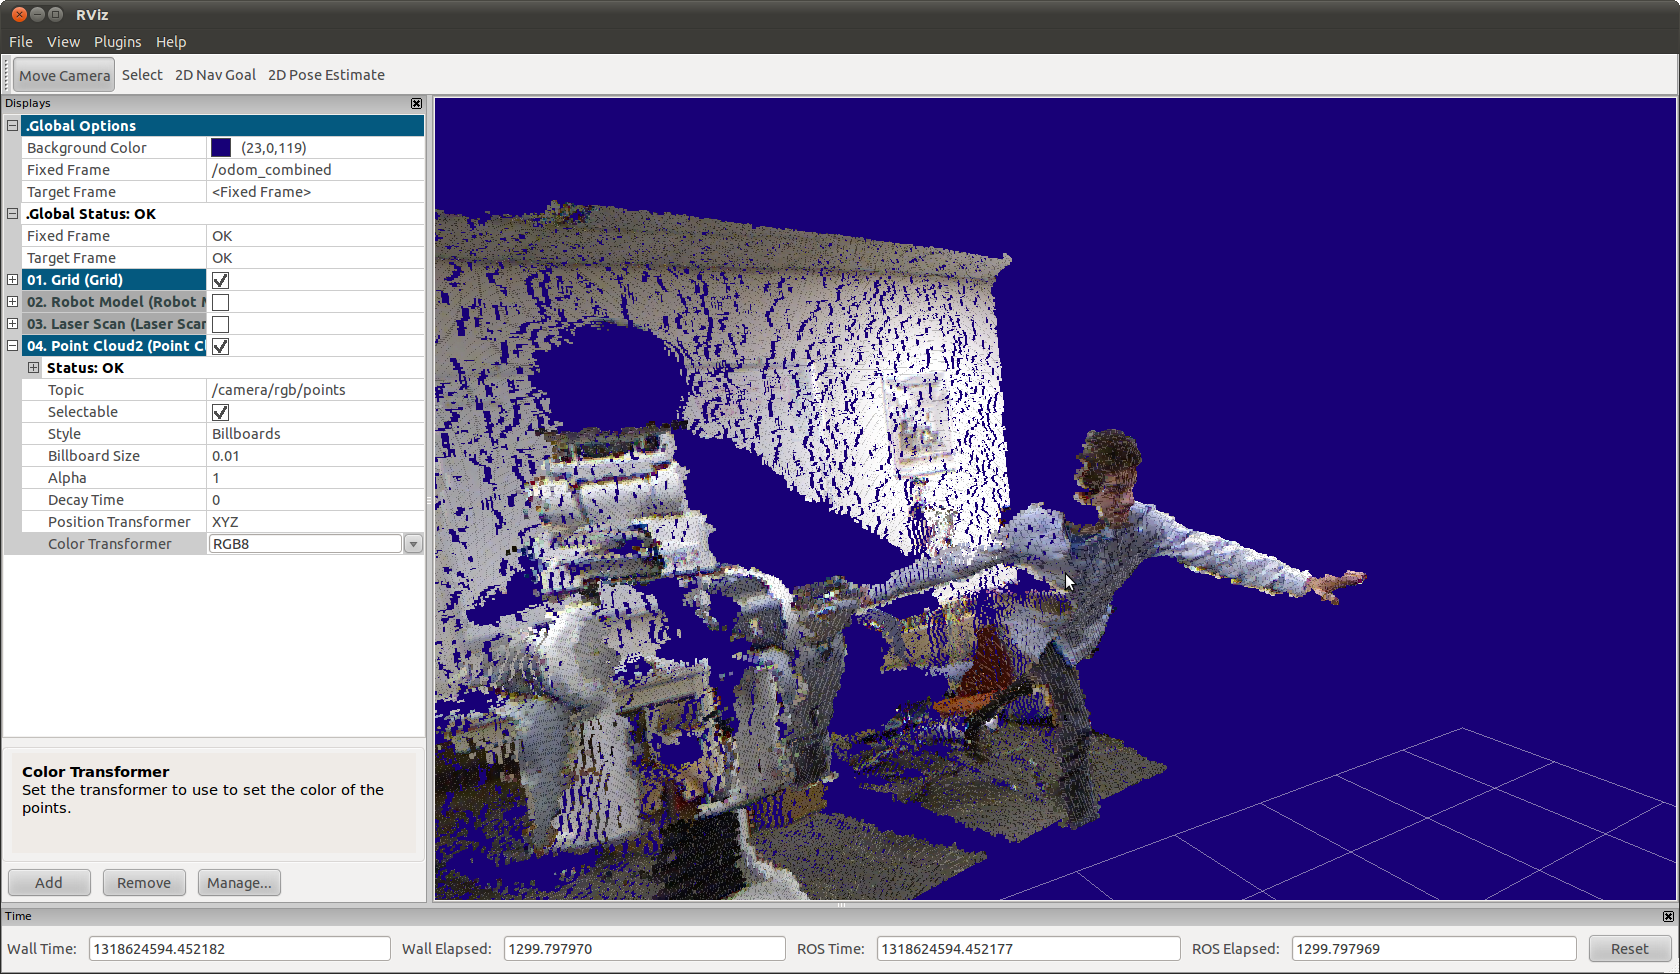 RViz
File View Plugins Help
Move Camera Select 2D Nav Goal 2D Pose Estimate
Displays
.Global Options
Background Color (23,0,119)
Fixed Frame /odom_combined
Target Frame <Fixed Frame>
.Global Status: OK
Fixed Frame OK
Target Frame OK
01. Grid (Grid)
02. Robot Model (Robot
03. Laser Scan (Laser Scan
04. Point Cloud2 (Point
Status: OK
Topic /camera/rgb/points
Selectable
Style Billboards
Billboard Size 0.01
Alpha 1
Decay Time 0
Position Transformer XYZ
Color Transformer RGB8
Color Transformer
Set the transformer to use to set the color of the
points.
Add Remove Manage...
Time
Wall Time: 1318624594.452182 Wall Elapsed: 1299.797970 ROS Time: 1318624594.452177 ROS Elapsed: 1299.797969 Reset